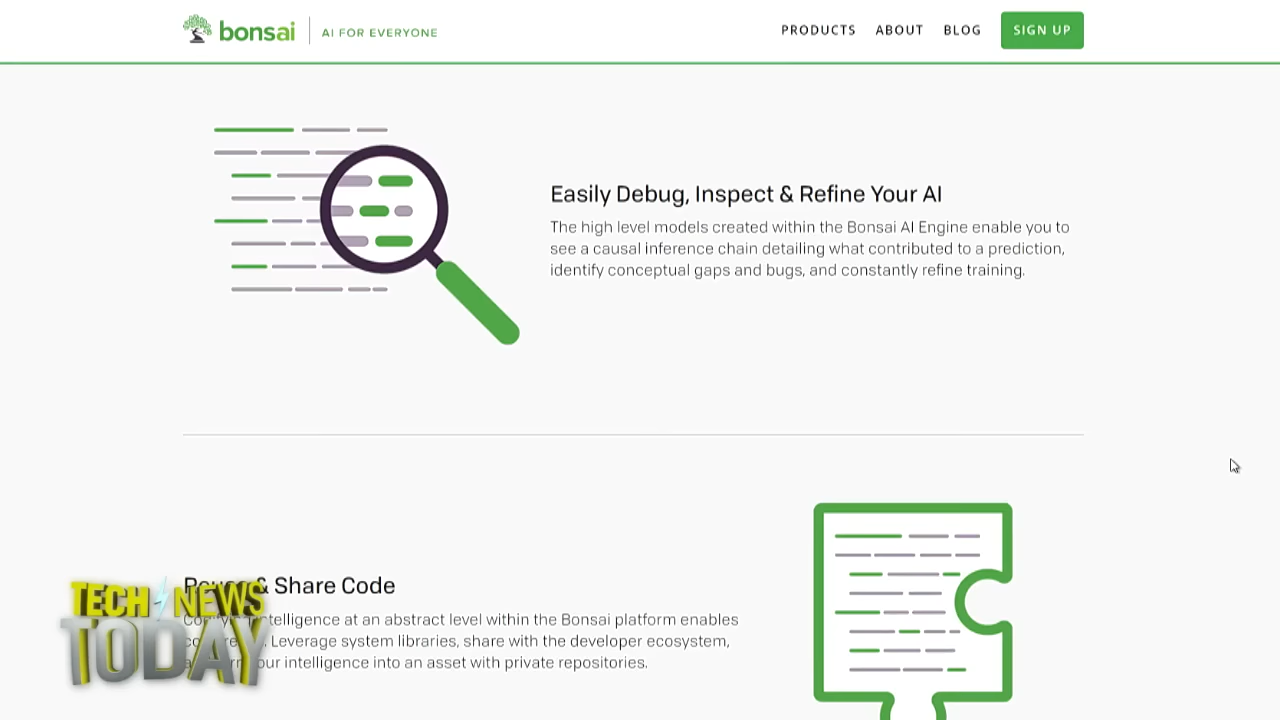 bonsai
AI FOR EVERYONE
PRODUCTS ABOUT BLOG SIGN UP
Easily Debug, Inspect & Refine Your AI
The high level models created within the Bonsai AI Engine enable you to
see a causal inference chain detailing what contributed to a prediction,
identify conceptual gaps and bugs, and constantly refine training.
& Share Code
intelligence at an abstract level within the Bonsai platform enables
Leverage system libraries, share with the developer ecosystem,
your intelligence into an asset with private repositories.
TECH NEWS
TODAY